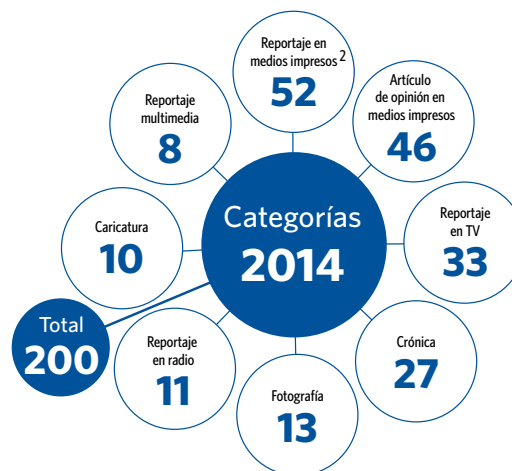 Reportaje en
medios impresos 2
52
Artículo
de opinión en
medios impresos
46
Reportaje
en TV
33
Crónica
27
Fotografía
13
Reportaje
en radio
11
Caricatura
10
Reportaje
multimedia
8
Categorías
2014
Total
200